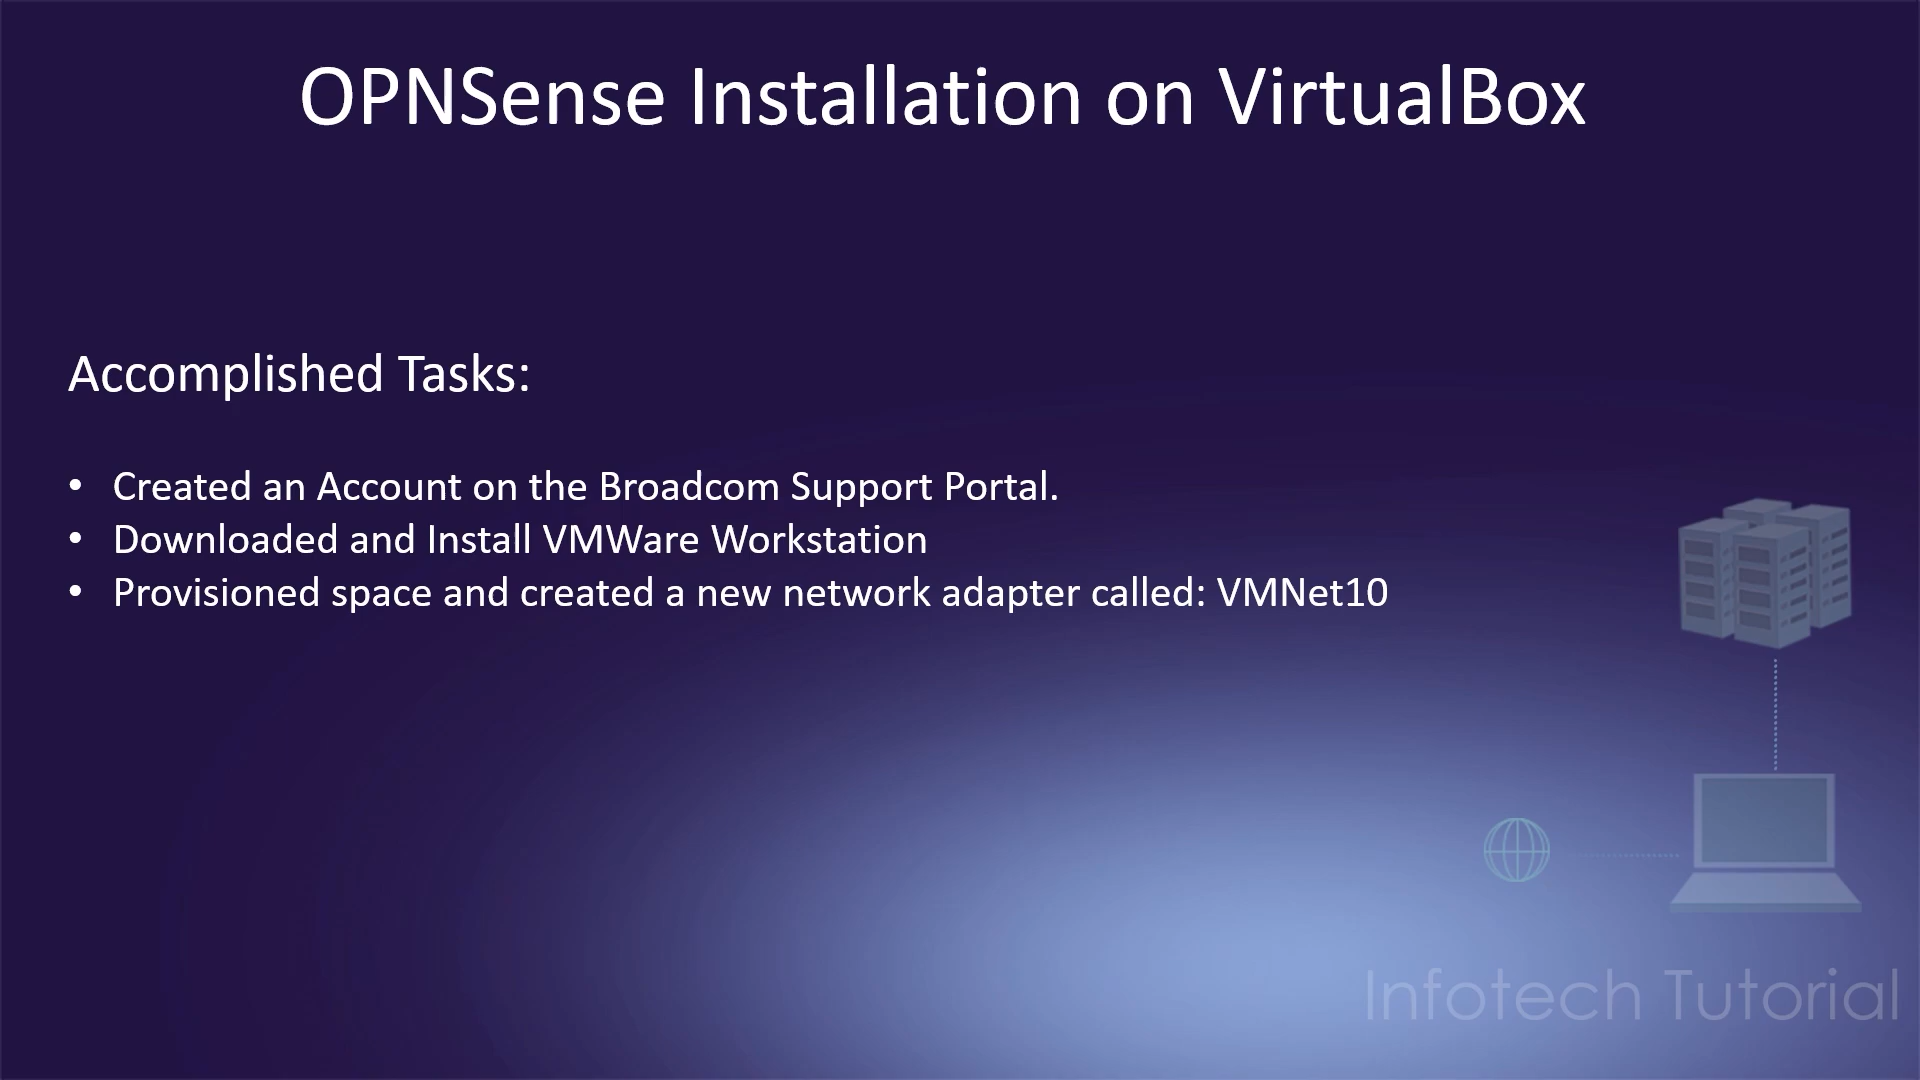 OPNSense Installation on VirtualBox
Accomplished Tasks:
• Created an Account on the Broadcom Support Portal.
• Downloaded and Install VMWare Workstation
• Provisioned space and created a new network adapter called: VMNet10
Infotech Tutorial